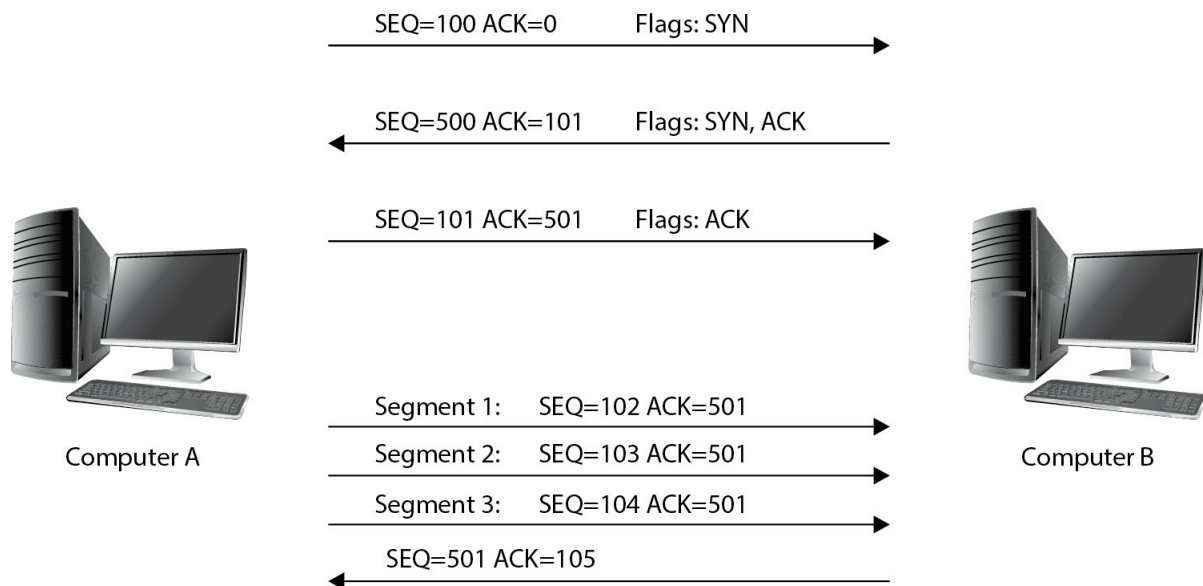 SEQ=100 ACK=0 Flags: SYN
SEQ=500 ACK=101 Flags: SYN, ACK
SEQ=101 ACK=501 Flags: ACK
Segment 1: SEQ=102 ACK=501
Segment 2: SEQ=103 ACK=501
Segment 3: SEQ=104 ACK=501
SEQ=501 ACK=105
Computer A
Computer B